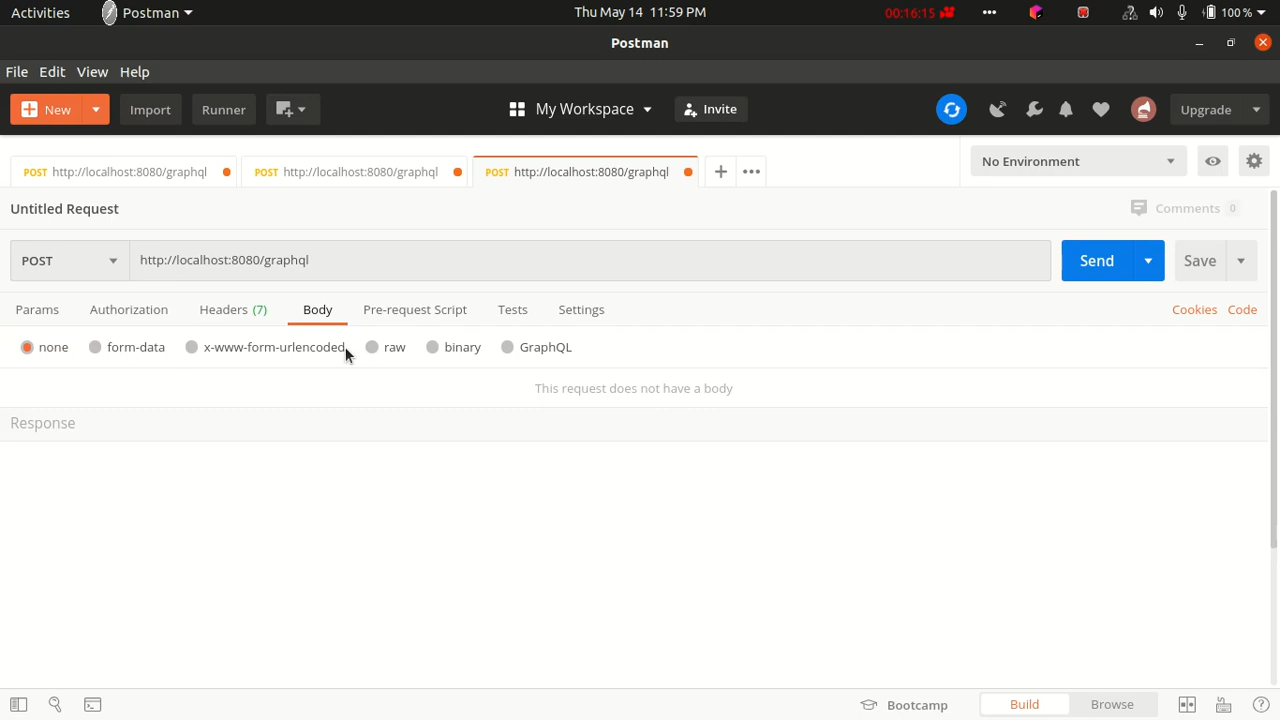 Activities Postman Thu May 14 11:59 PM 00:16:15 100 %
Postman
File Edit View Help
New Import Runner My Workspace Invite Upgrade
POST http://localhost:8080/graphql POST http://localhost:8080/graphql POST http://localhost:8080/graphql No Environment
Untitled Request Comments 0
POST http://localhost:8080/graphql Send Save
Params Authorization Headers (7) Body Pre-request Script Tests Settings Cookies Code
none form-data x-www-form-urlencoded raw binary GraphQL
This request does not have a body
Response
Bootcamp Build Browse